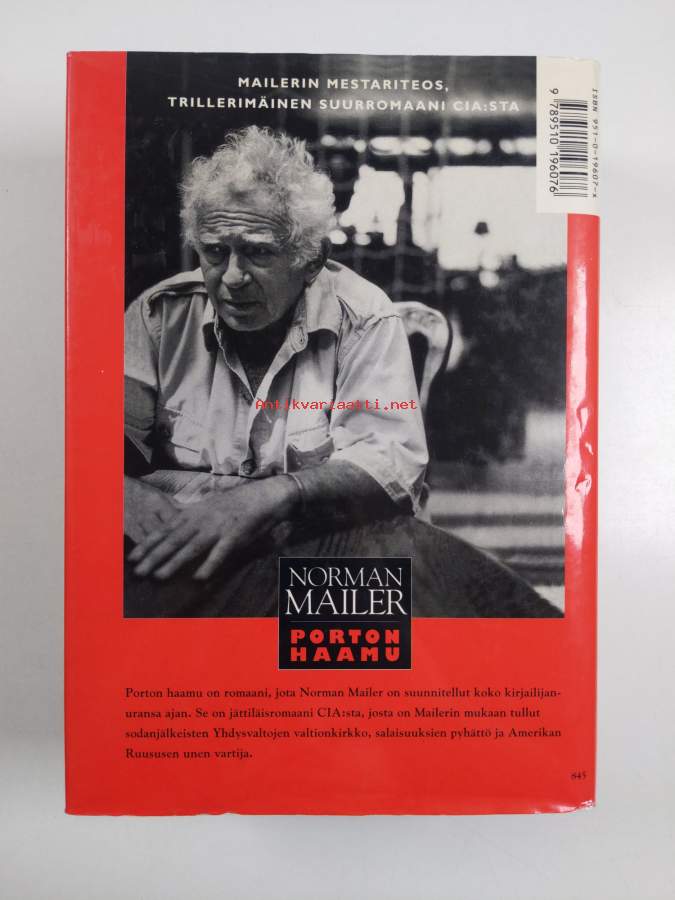 MAILERIN MESTARITEOS,
TRILLERIMÄINEN SUURROMAANI CIA:STA
ISBN 951-0-19607-X
9 789510 196076
Antikvariaatti.net
NORMAN
MAILER
PORTON
HAAMU
Porton haamu on romaani, jota Norman Mailer on suunnitellut koko kirjailijan-
uransa ajan. Se on jättiläisromaani CIA:sta, josta on Mailerin mukaan tullut
sodanjälkeisten Yhdysvaltojen valtionkirkko, salaisuuksien pyhättö ja Amerikan
Ruususen unen vartija.
845